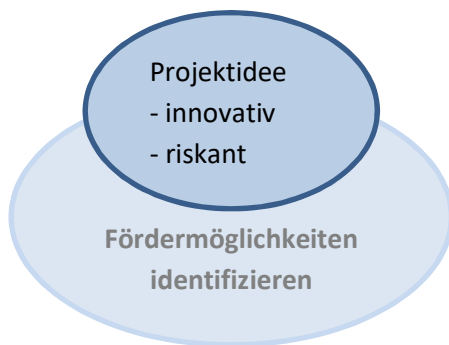 Projektidee
- innovativ
- riskant
Fördermöglichkeiten
identifizieren